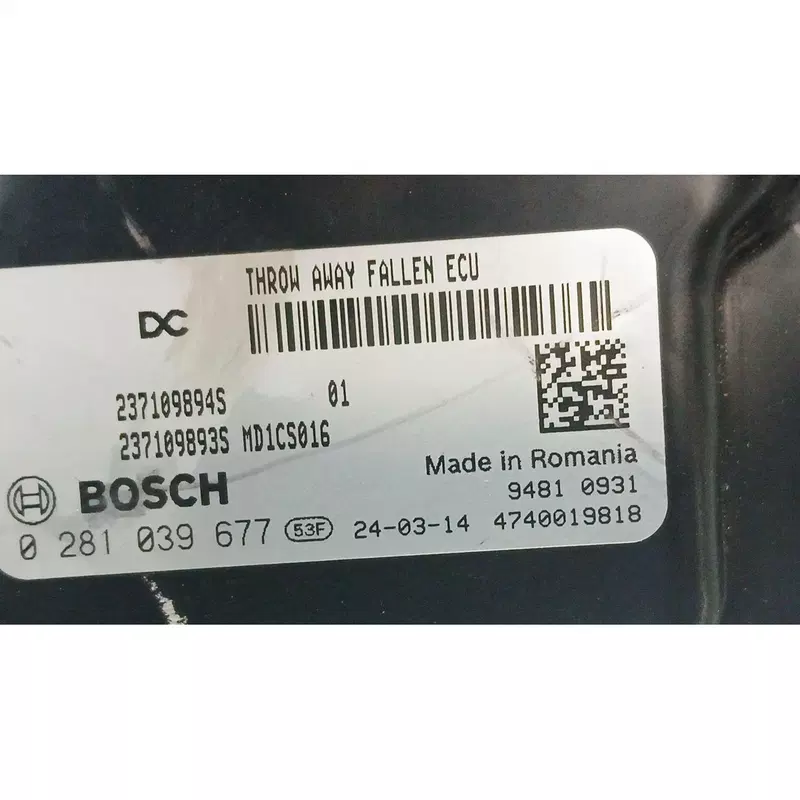 THROW AWAY FALLEN ECU
DC
237109894S 01
237109893S MD1CS016
Made in Romania
BOSCH
9481 0931
0 281 039 677 53F 24-03-14 4740019818